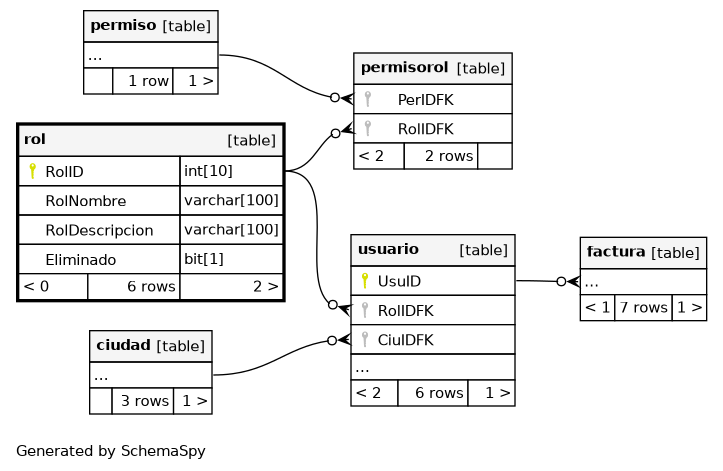 permiso [table]
...
1 row 1 >
permisorol [table]
PerIDFK
RolIDFK
< 2 2 rows
rol [table]
RolID int[10]
RolNombre varchar[100]
RolDescripcion varchar[100]
Eliminado bit[1]
< 0 6 rows 2 >
usuario [table]
UsuID
RolIDFK
CiuIDFK
...
< 2 6 rows 1 >
factura [table]
...
< 1 7 rows 1 >
ciudad [table]
...
3 rows 1 >
Generated by SchemaSpy